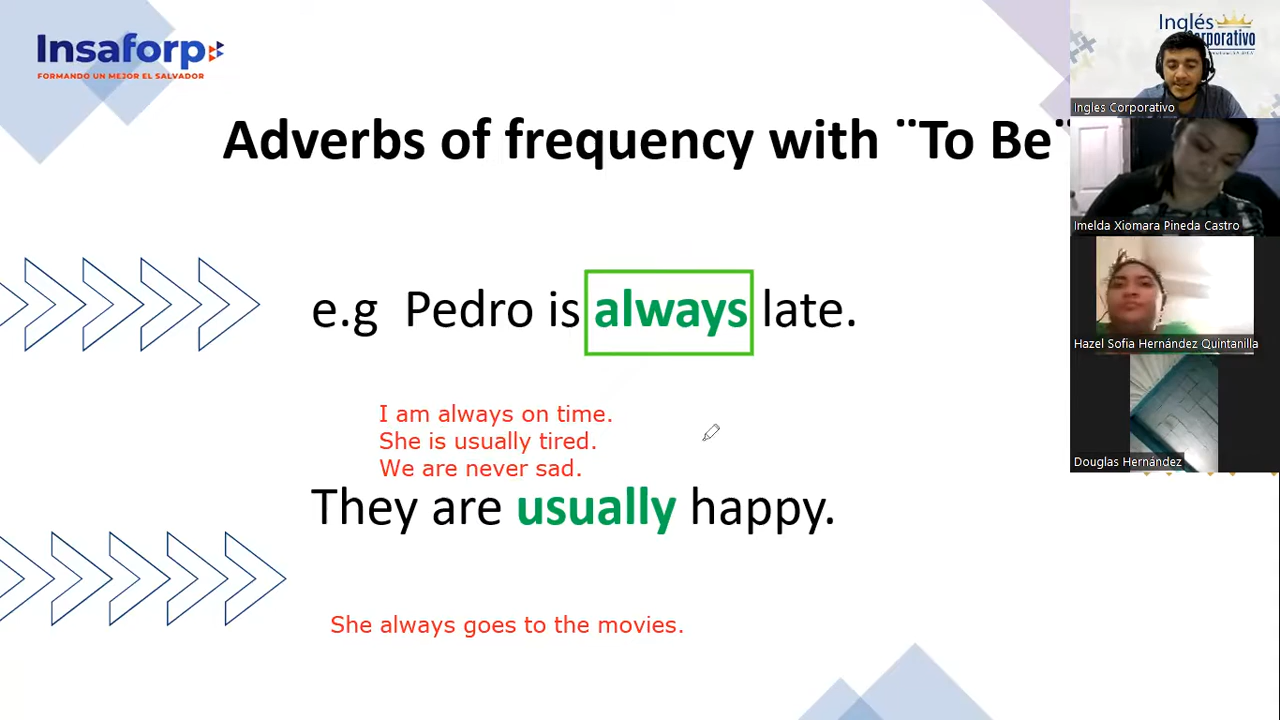 Insaforp
FORMANDO UN MEJOR EL SALVADOR
Adverbs of frequency with ¨To Be¨
e.g Pedro is always late.
I am always on time.
She is usually tired.
We are never sad.
They are usually happy.
She always goes to the movies.
Inglés
Corporativo
Ingles Corporativo
Imelda Xiomara Pineda Castro
Hazel Sofia Hernández Quintanilla
Douglas Hernández